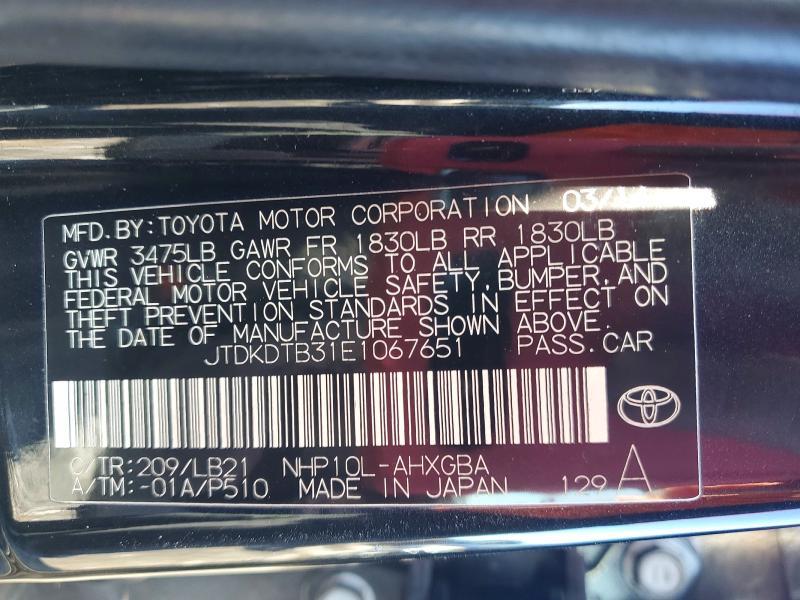 MFD. BY: TOYOTA MOTOR CORPORATION
GVWR 3475LB GAWR FR 1830LB RR 1830LB
THIS VEHICLE CONFORMS TO ALL APPLICABLE
FEDERAL MOTOR VEHICLE SAFETY, BUMPER, AND
THEFT PREVENTION STANDARDS IN EFFECT ON
THE DATE OF MANUFACTURE SHOWN ABOVE.
JTDKDTB31E1067651 PASS. CAR
C/TR: 209/LB21 NHP10L-AHXGBA
A/TM: -01A/P510 MADE IN JAPAN 129 A